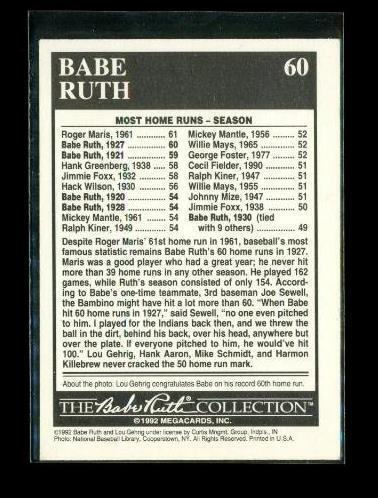 BABE
RUTH
60
MOST HOME RUNS – SEASON
Roger Maris, 1961 ............ 61
Babe Ruth, 1927 ............ 60
Babe Ruth, 1921 ............ 59
Hank Greenberg, 1938 ..... 58
Jimmie Foxx, 1932 ......... 58
Hack Wilson, 1930 ......... 56
Babe Ruth, 1920 ............ 54
Babe Ruth, 1928 ............ 54
Mickey Mantle, 1961 ....... 54
Ralph Kiner, 1949 ........... 54
Mickey Mantle, 1956 ........ 52
Willie Mays, 1965 ............ 52
George Foster, 1977 ........ 52
Cecil Fielder, 1990 ........... 51
Ralph Kiner, 1947 ............ 51
Willie Mays, 1955 ............ 51
Johnny Mize, 1947 ........... 51
Jimmie Foxx, 1938 .......... 50
Babe Ruth, 1930 (tied
with 9 others) .............. 49
Despite Roger Maris' 61st home run in 1961, baseball's most
famous statistic remains Babe Ruth's 60 home runs in 1927.
Maris was a good player who had a great year; he never hit
more than 39 home runs in any other season. He played 162
games, while Ruth's season consisted of only 154. Accord-
ing to Babe's one-time teammate, 3rd baseman Joe Sewell,
the Bambino might have hit a lot more than 60. "When Babe
hit 60 home runs in 1927," said Sewell, "no one even pitched
to him. I played for the Indians back then, and we threw the
ball in the dirt, behind his back, over his head, anywhere but
over the plate. If everyone pitched to him, he would've hit
100." Lou Gehrig, Hank Aaron, Mike Schmidt, and Harmon
Killebrew never cracked the 50 home run mark.
About the photo: Lou Gehrig congratulates Babe on his record 60th home run.
THE Babe Ruth COLLECTION™
©1992 MEGACARDS, INC.
©1992 Babe Ruth and Lou Gehrig under license by Curtis Mngmt. Group, Indpls., IN
Photo: National Baseball Library, Cooperstown, NY. All Rights Reserved. Printed in U.S.A.